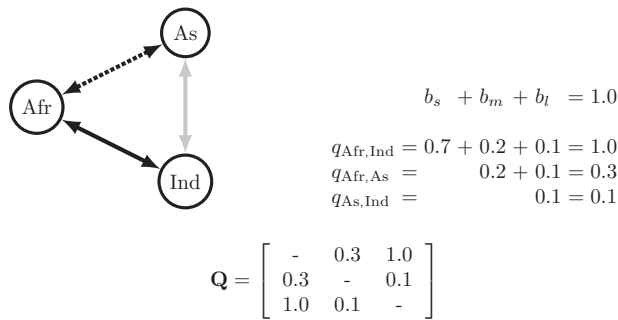 As
Afr
Ind
b_s + b_m + b_l = 1.0
q_Afr,Ind = 0.7 + 0.2 + 0.1 = 1.0
q_Afr,As = 0.2 + 0.1 = 0.3
q_As,Ind = 0.1 = 0.1
Q =
- 0.3 1.0
0.3 - 0.1
1.0 0.1 -